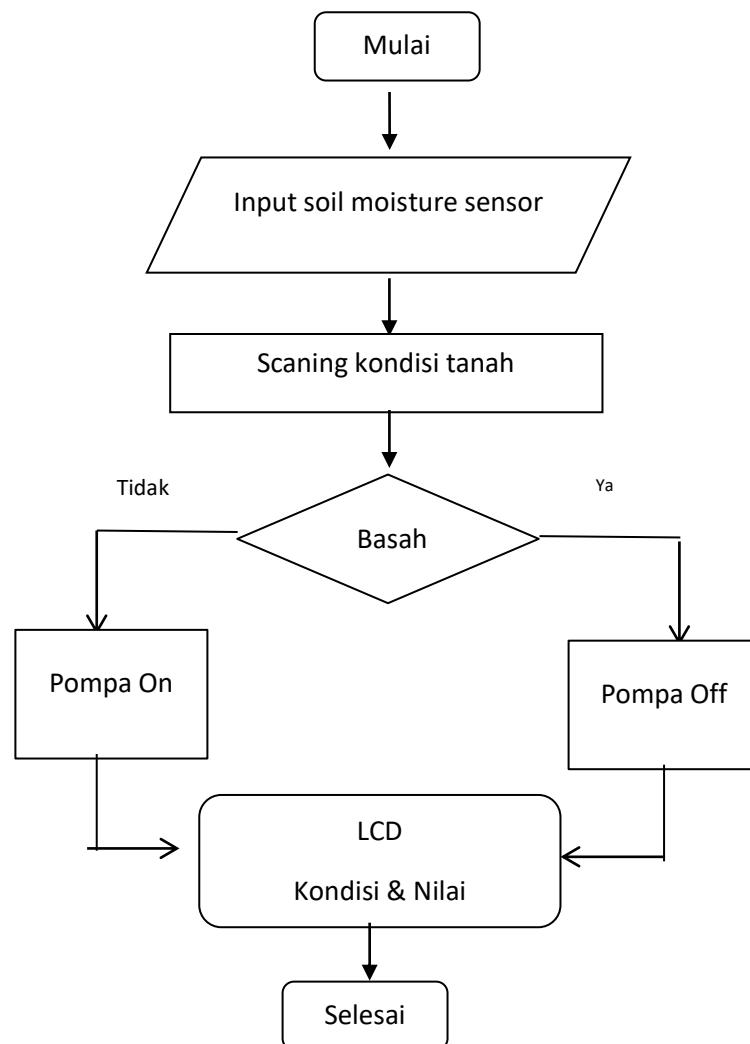 Mulai
Input soil moisture sensor
Scaning kondisi tanah
Tidak
Ya
Basah
Pompa On
Pompa Off
LCD
Kondisi & Nilai
Selesai